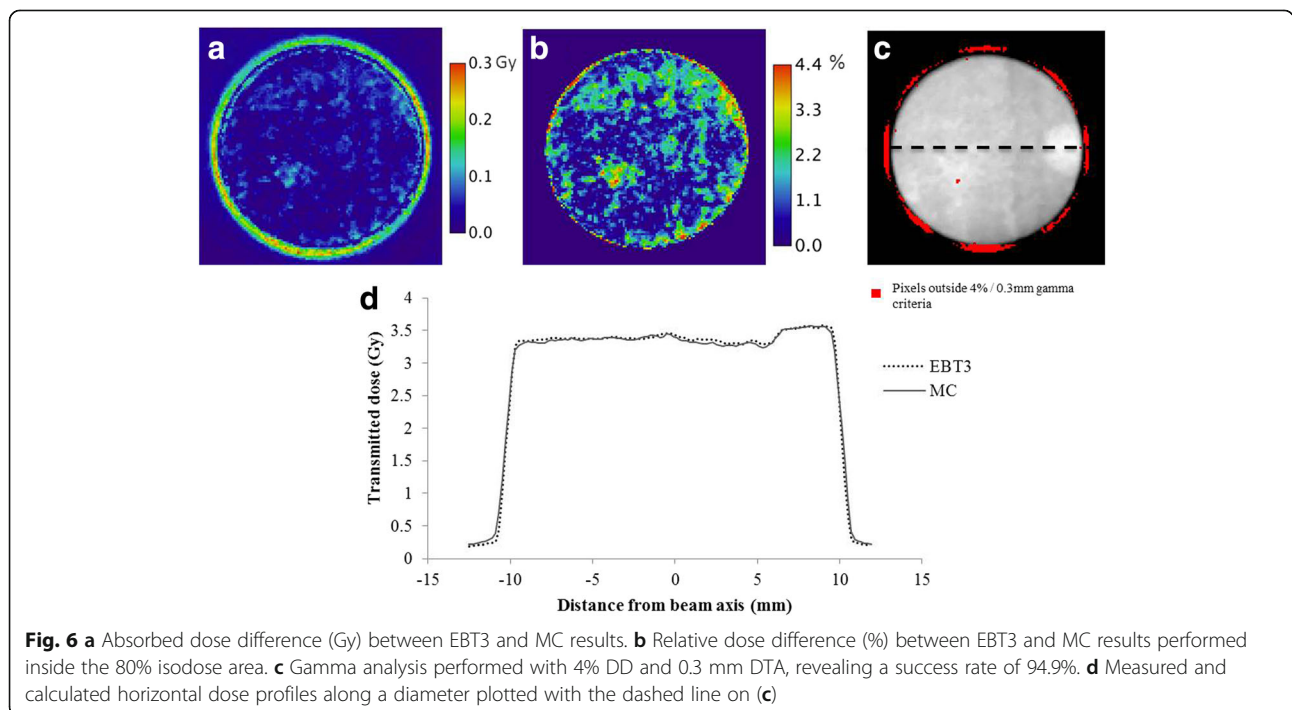 a
0.3 Gy
0.2
0.1
0.0
b
4.4 %
3.3
2.2
1.1
0.0
c
Pixels outside 4% / 0.3mm gamma
criteria
d
Transmitted dose (Gy)
4
3.5
3
2.5
2
1.5
1
0.5
0
-15
-10
-5
0
5
10
15
Distance from beam axis (mm)
EBT3
MC
Fig. 6 a Absorbed dose difference (Gy) between EBT3 and MC results. b Relative dose difference (%) between EBT3 and MC results performed
inside the 80% isodose area. c Gamma analysis performed with 4% DD and 0.3 mm DTA, revealing a success rate of 94.9%. d Measured and
calculated horizontal dose profiles along a diameter plotted with the dashed line on (c)